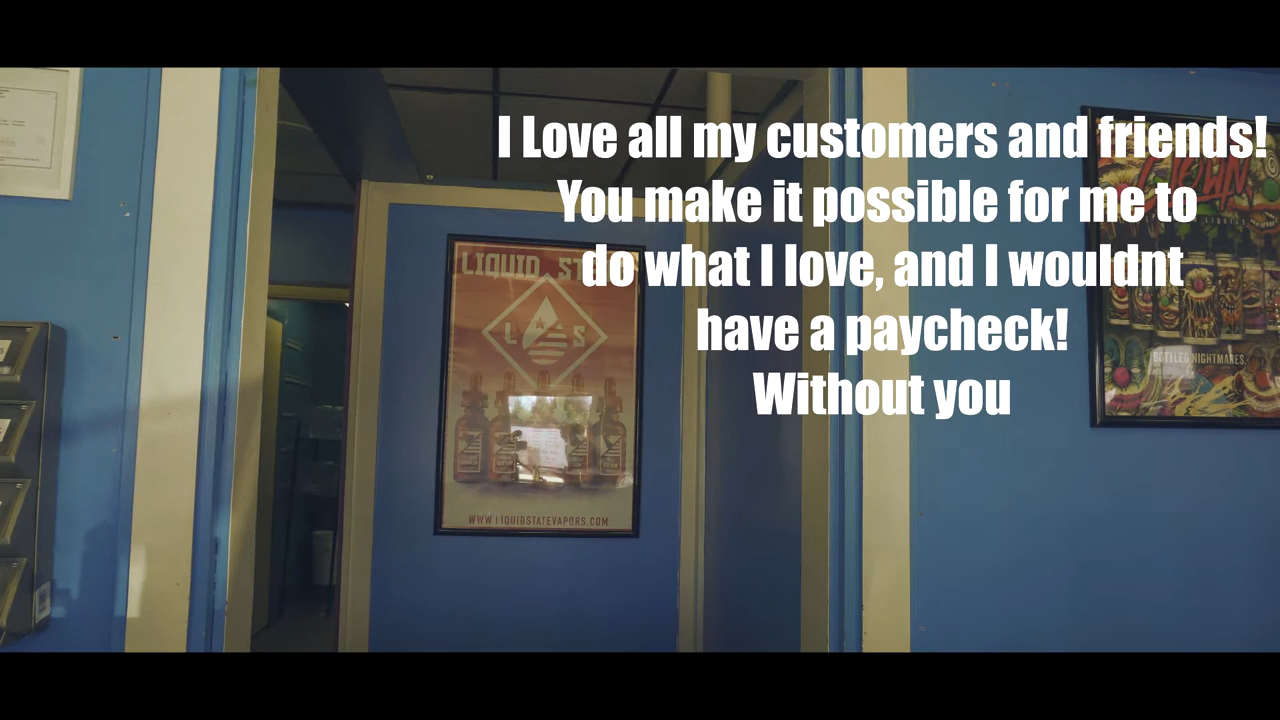 I Love all my customers and friends!
You make it possible for me to
do what I love, and I wouldnt
have a paycheck!
Without you
LIQUID
L S
WWW.LIQUIDSTATEVAPORS.COM
BOTTLED NIGHTMARES